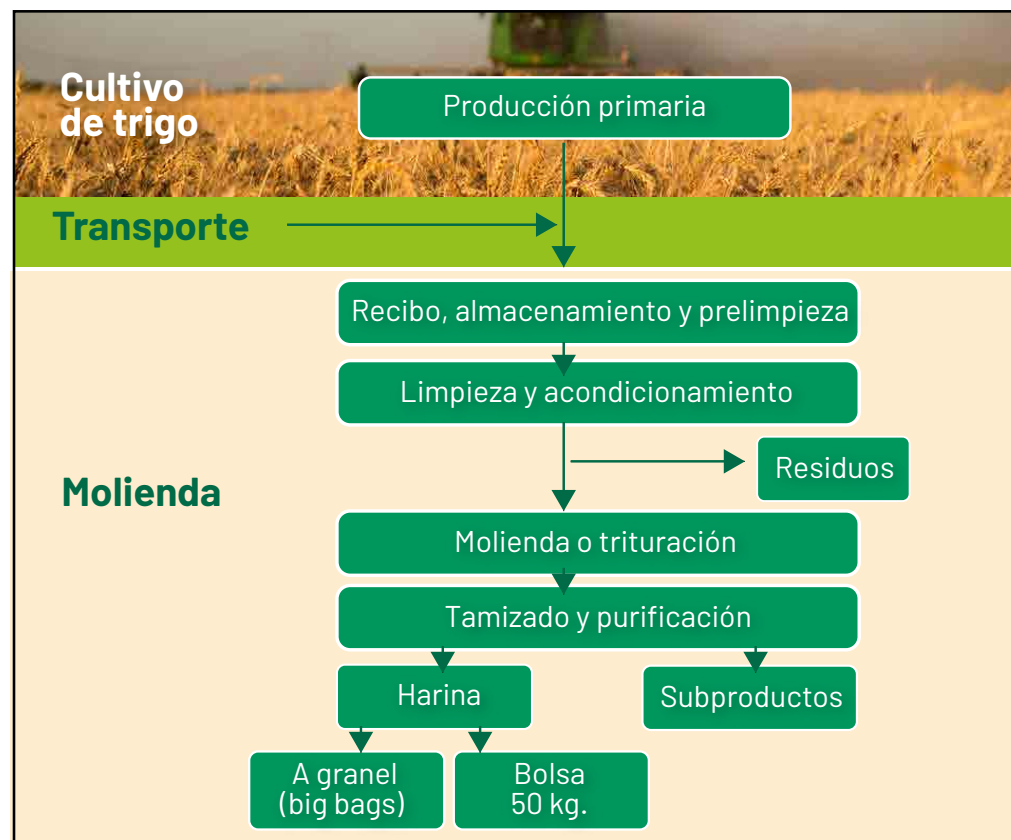 Cultivo
de trigo
Producción primaria
Transporte
Recibo, almacenamiento y prelimpieza
Limpieza y acondicionamiento
Residuos
Molienda
Molienda o trituración
Tamizado y purificación
Harina
Subproductos
A granel
(big bags)
Bolsa
50 kg.